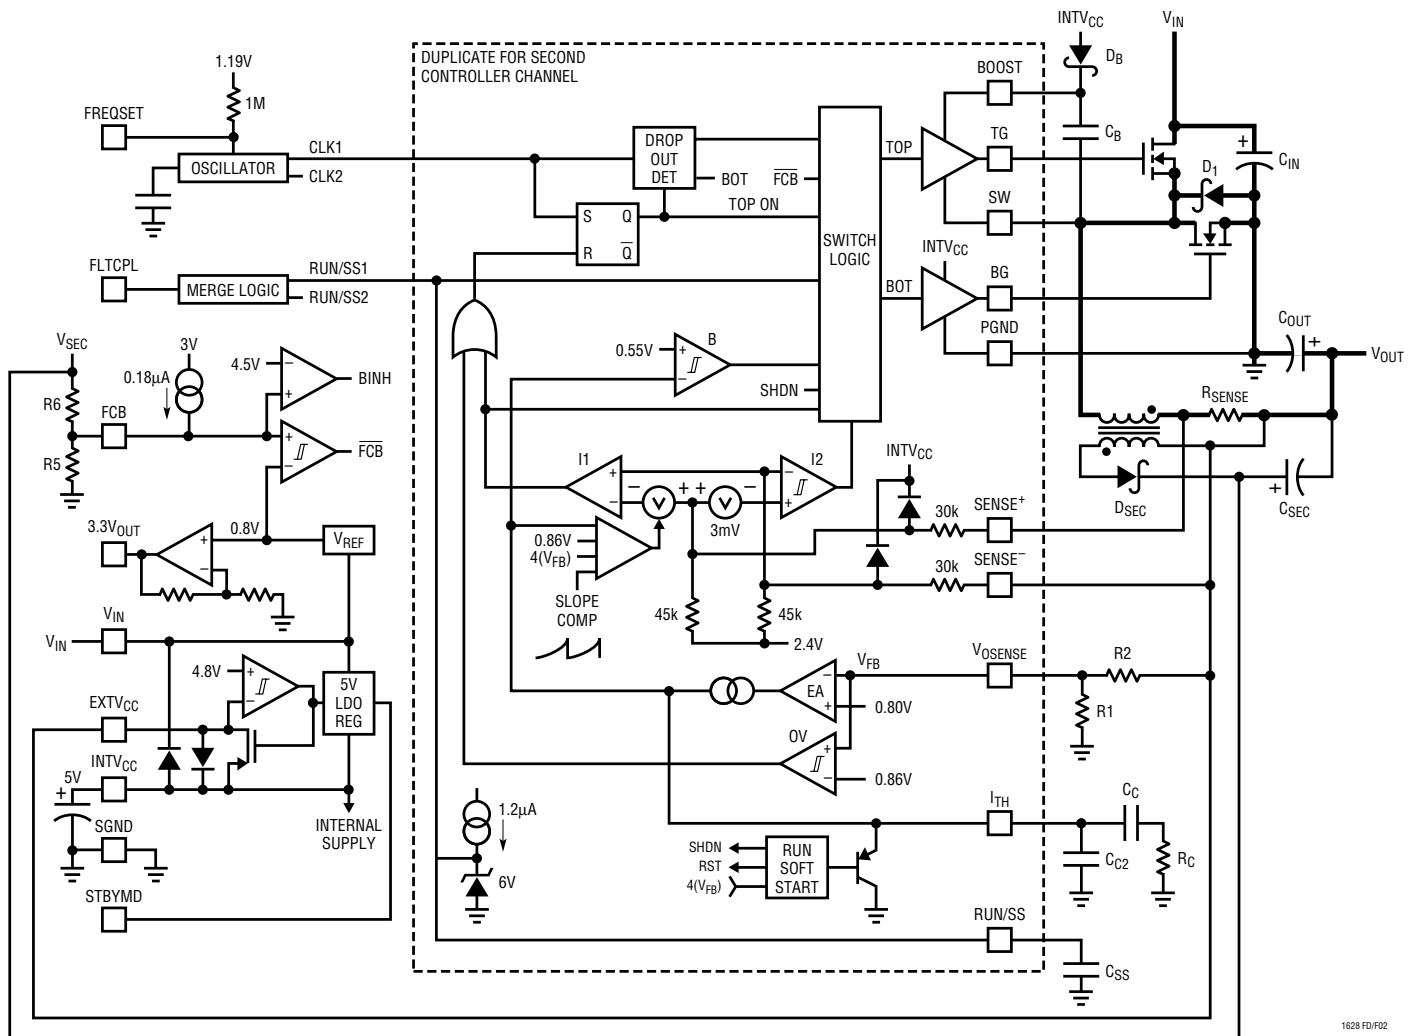 1.19V
1M
FREQSET
OSCILLATOR
CLK1
CLK2
FLTCPL
MERGE LOGIC
RUN/SS1
RUN/SS2
VSEC
R6
FCB
R5
3V
0.18µA
4.5V
−
+
BINH
+
−
FCB
3.3VOUT
0.8V
+
−
VREF
VIN
VIN
4.8V
+
−
5V
LDO
REG
EXTVCC
INTVCC
5V
+
SGND
STBYMD
INTERNAL
SUPPLY
DUPLICATE FOR SECOND
CONTROLLER CHANNEL
DROP
OUT
DET
BOT
FCB
TOP ON
S
Q
R
Q
SWITCH
LOGIC
0.55V
+
−
B
SHDN
I1
+
−
−
+
+
−
3mV
I2
−
+
0.86V
4(VFB)
SLOPE
COMP
45k
45k
2.4V
INTVCC
30k
30k
VFB
−
EA
+
0.80V
OV
+
−
0.86V
1.2µA
6V
SHDN
RST
4(VFB)
RUN
SOFT
START
TOP
BOT
INTVCC
BOOST
TG
SW
BG
PGND
SENSE+
SENSE−
VOSENSE
ITH
RUN/SS
INTVCC
DB
CB
VIN
+
CIN
D1
COUT
+
VOUT
RSENSE
DSEC
+
CSEC
R2
R1
CC
CC2
RC
CSS
1628 FD/F02